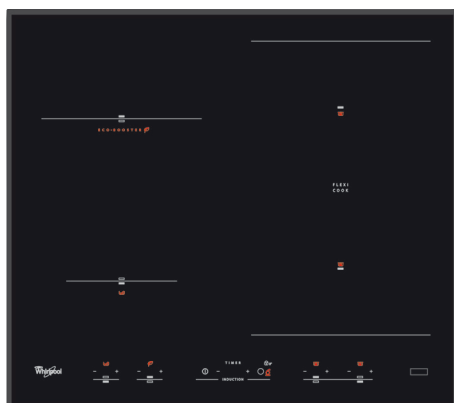 ECO-BOOSTER
FLEXI
COOK
TIMER
Whirlpool
- +
- +
- +
- +
- +
INDUCTION